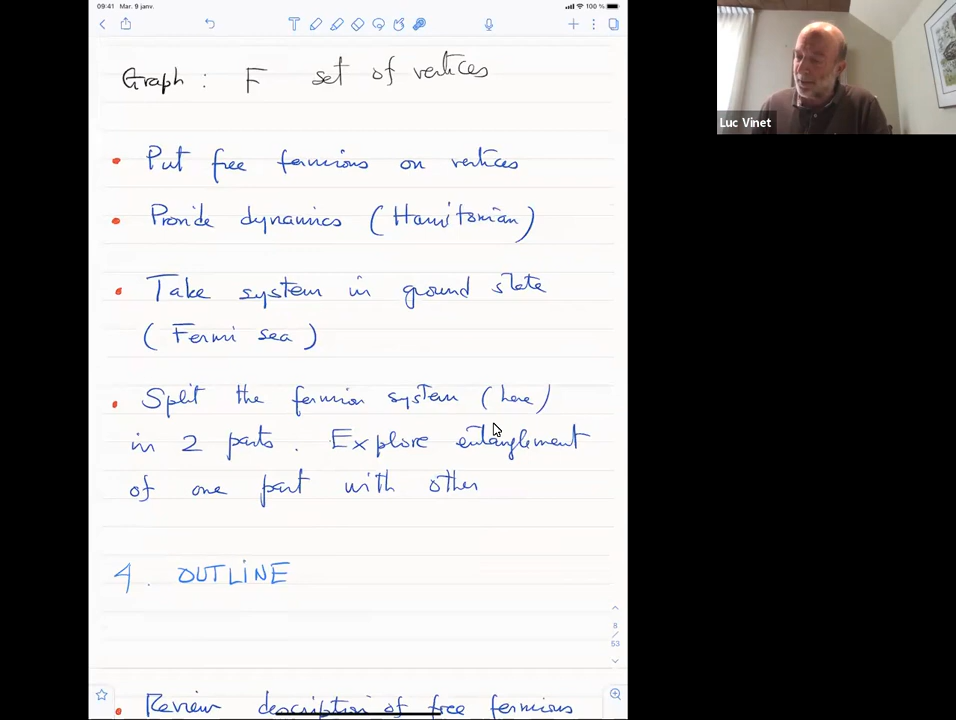 09:41 Mar. 9 janv.
100 %
Graph : F set of vertices
• Put free fermions on vertices
• Provide dynamics (Hamiltonian)
• Take system in ground state
(Fermi sea)
• Split the fermion system (here)
in 2 parts. Explore entanglement
of one part with other
4. OUTLINE
• Review description of free fermions
8
/
53
Luc Vinet